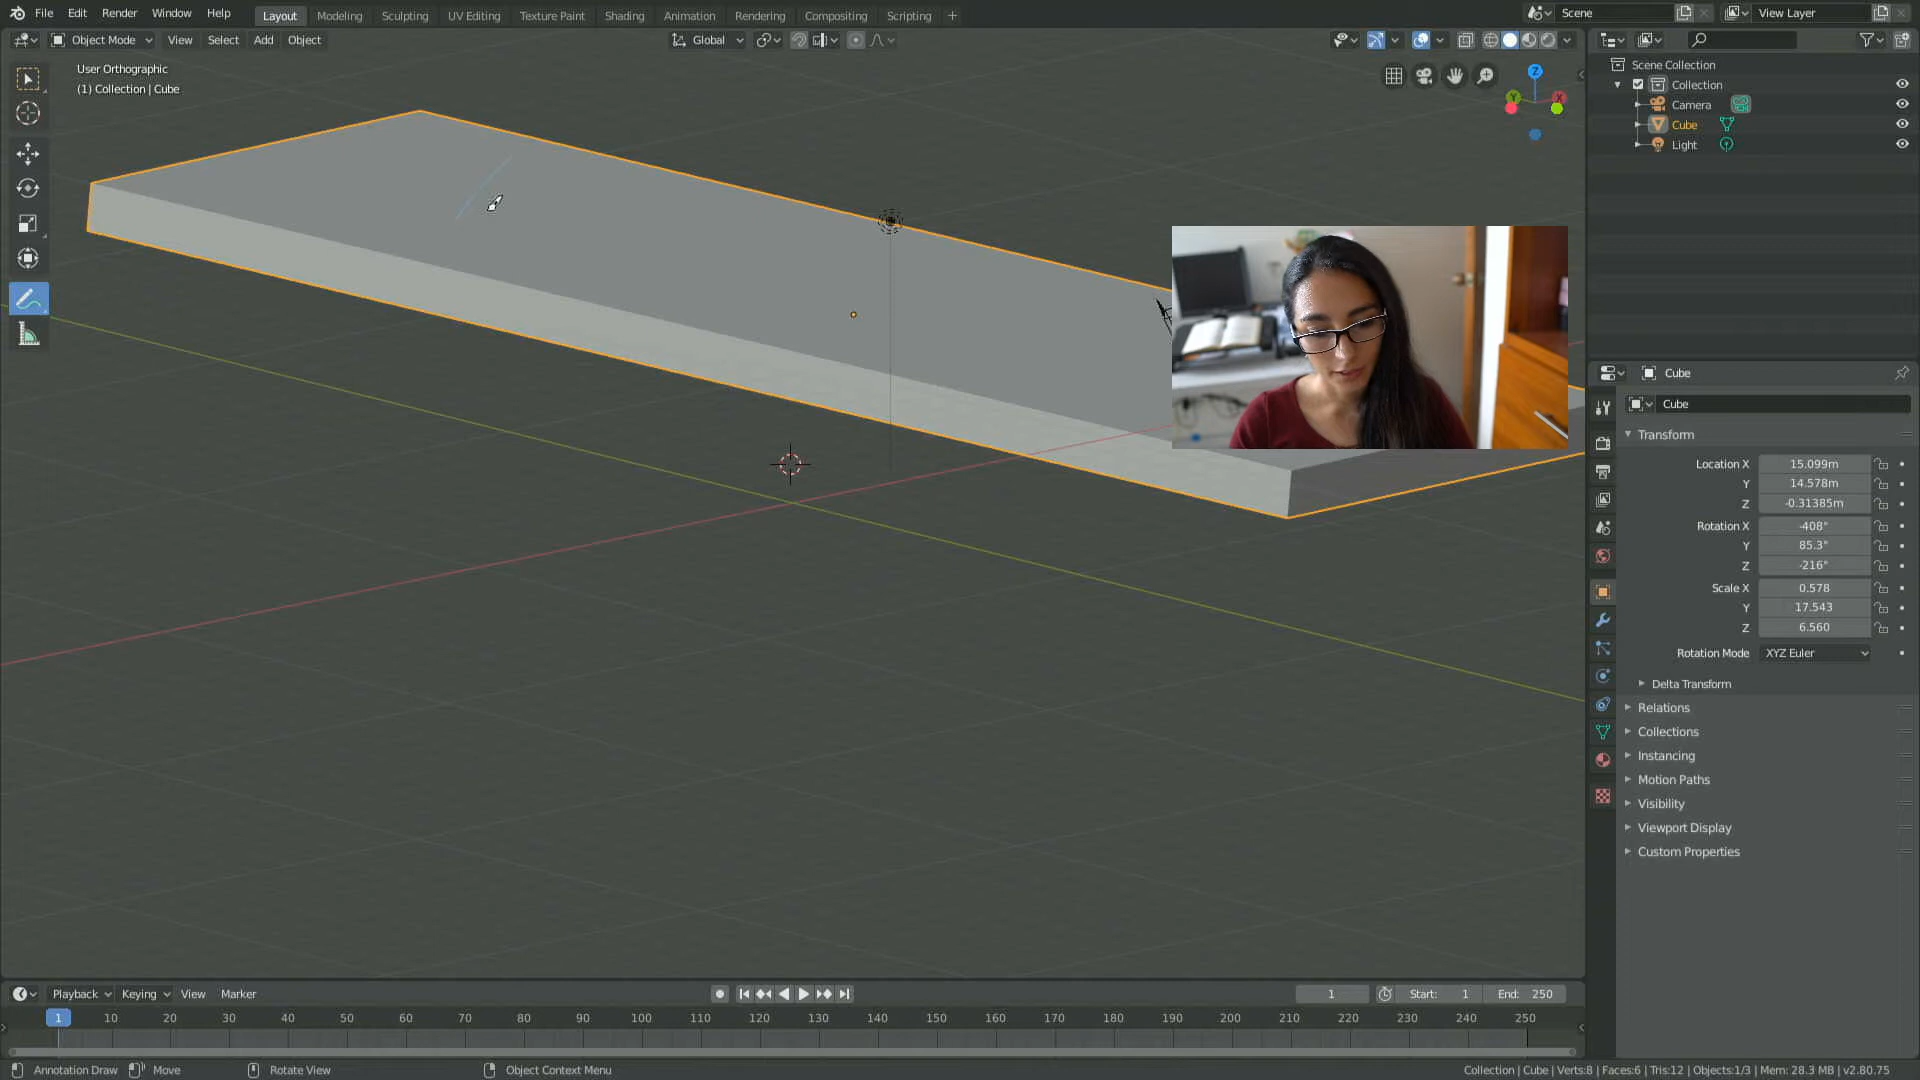 File Edit Render Window Help Layout Modeling Sculpting UV Editing Texture Paint Shading Animation Rendering Compositing Scripting + Scene View Layer
Object Mode View Select Add Object Global
User Orthographic
(1) Collection | Cube
Z
Y X
Scene Collection
Collection
Camera
Cube
Light
Cube
Cube
Transform
Location X 15.099m
Y 14.578m
Z -0.31385m
Rotation X -408°
Y 85.3°
Z -216°
Scale X 0.578
Y 17.543
Z 6.560
Rotation Mode XYZ Euler
Delta Transform
Relations
Collections
Instancing
Motion Paths
Visibility
Viewport Display
Custom Properties
Playback Keying View Marker 1 Start: 1 End: 250
1 10 20 30 40 50 60 70 80 90 100 110 120 130 140 150 160 170 180 190 200 210 220 230 240 250
Annotation Draw Move Rotate View Object Context Menu Collection | Cube | Verts:8 | Faces:6 | Tris:12 | Objects:1/3 | Mem: 28.3 MB | v2.80.75